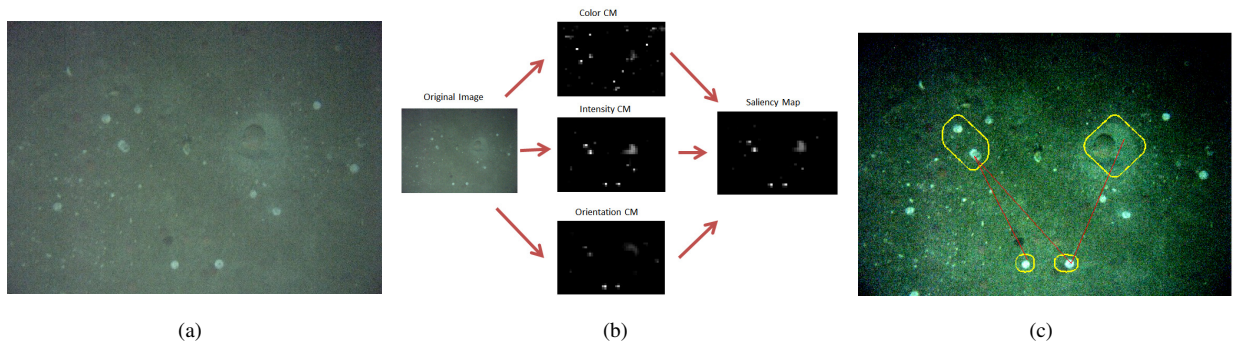 Color CM
Original Image
Intensity CM
Saliency Map
Orientation CM
(a)
(b)
(c)